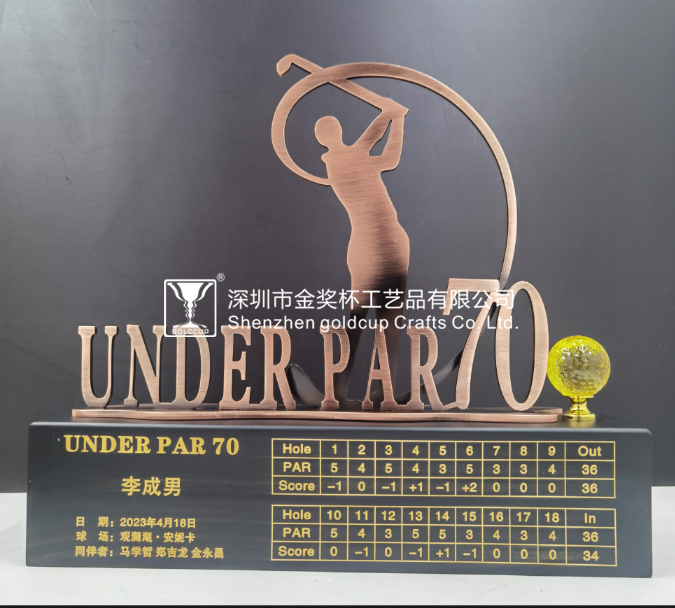 GOLDCUP
®
深圳市金奖杯工艺品有限公司
Shenzhen goldcup Crafts Co. Ltd.
UNDER PAR 70
UNDER PAR 70
李成男
日 期：2023年4月18日
球 场：观澜湖·安妮卡
同伴者：马学哲 郑吉龙 金永昌
Hole 1 2 3 4 5 6 7 8 9 Out
PAR 5 4 5 4 3 5 3 3 4 36
Score −1 0 −1 +1 −1 +2 0 0 0 36
Hole 10 11 12 13 14 15 16 17 18 In
PAR 5 4 3 5 4 5 3 4 3 36
Score 0 −1 0 −1 +1 −1 0 0 0 34